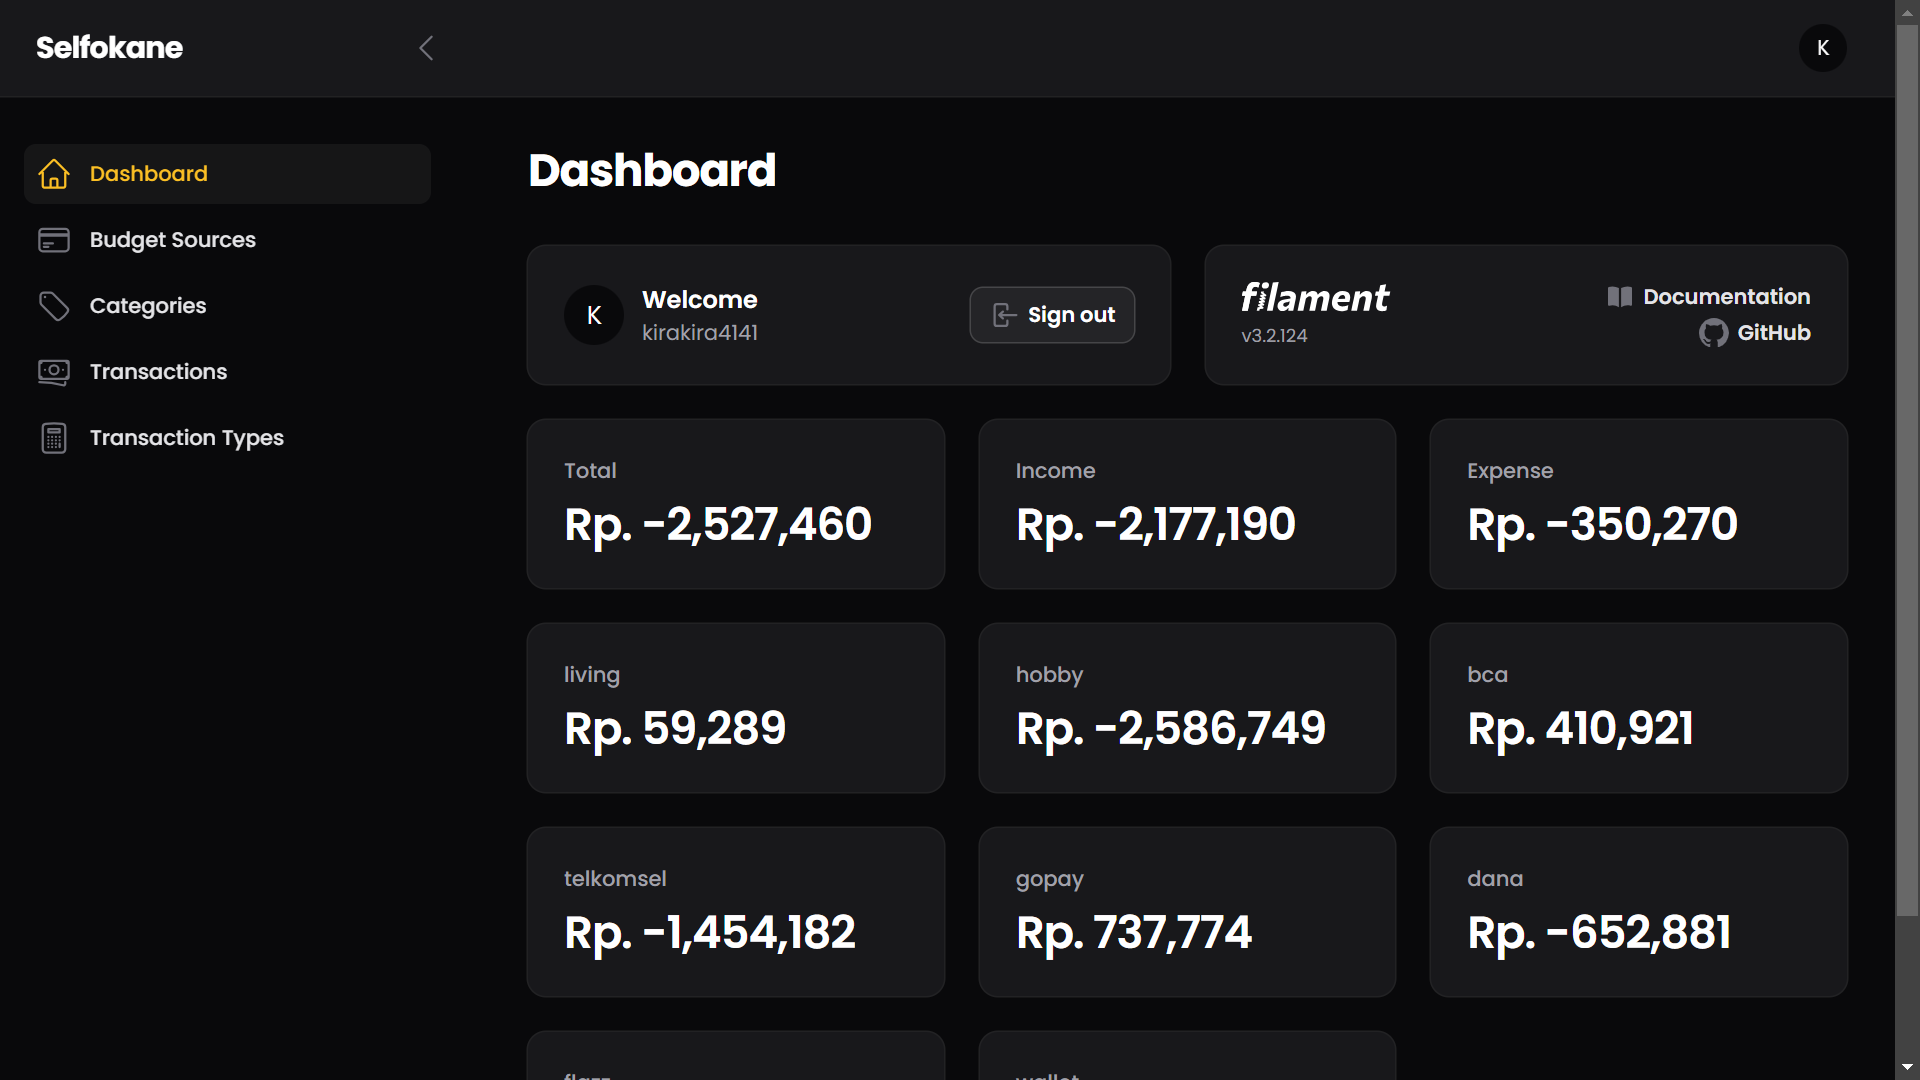 Selfokane
K
Dashboard
Budget Sources
Categories
Transactions
Transaction Types
Dashboard
K
Welcome
kirakira4141
Sign out
filament
v3.2.124
Documentation
GitHub
Total
Rp. -2,527,460
Income
Rp. -2,177,190
Expense
Rp. -350,270
living
Rp. 59,289
hobby
Rp. -2,586,749
bca
Rp. 410,921
telkomsel
Rp. -1,454,182
gopay
Rp. 737,774
dana
Rp. -652,881
wallet